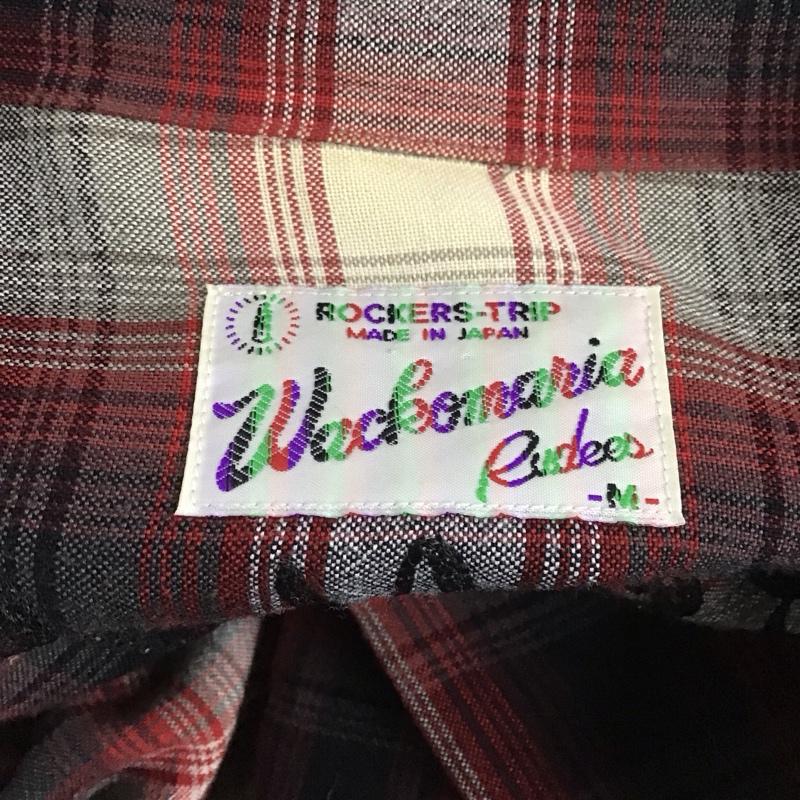 ROCKERS-TRIP
MADE IN JAPAN
Wackomaria
Rudees
-M-